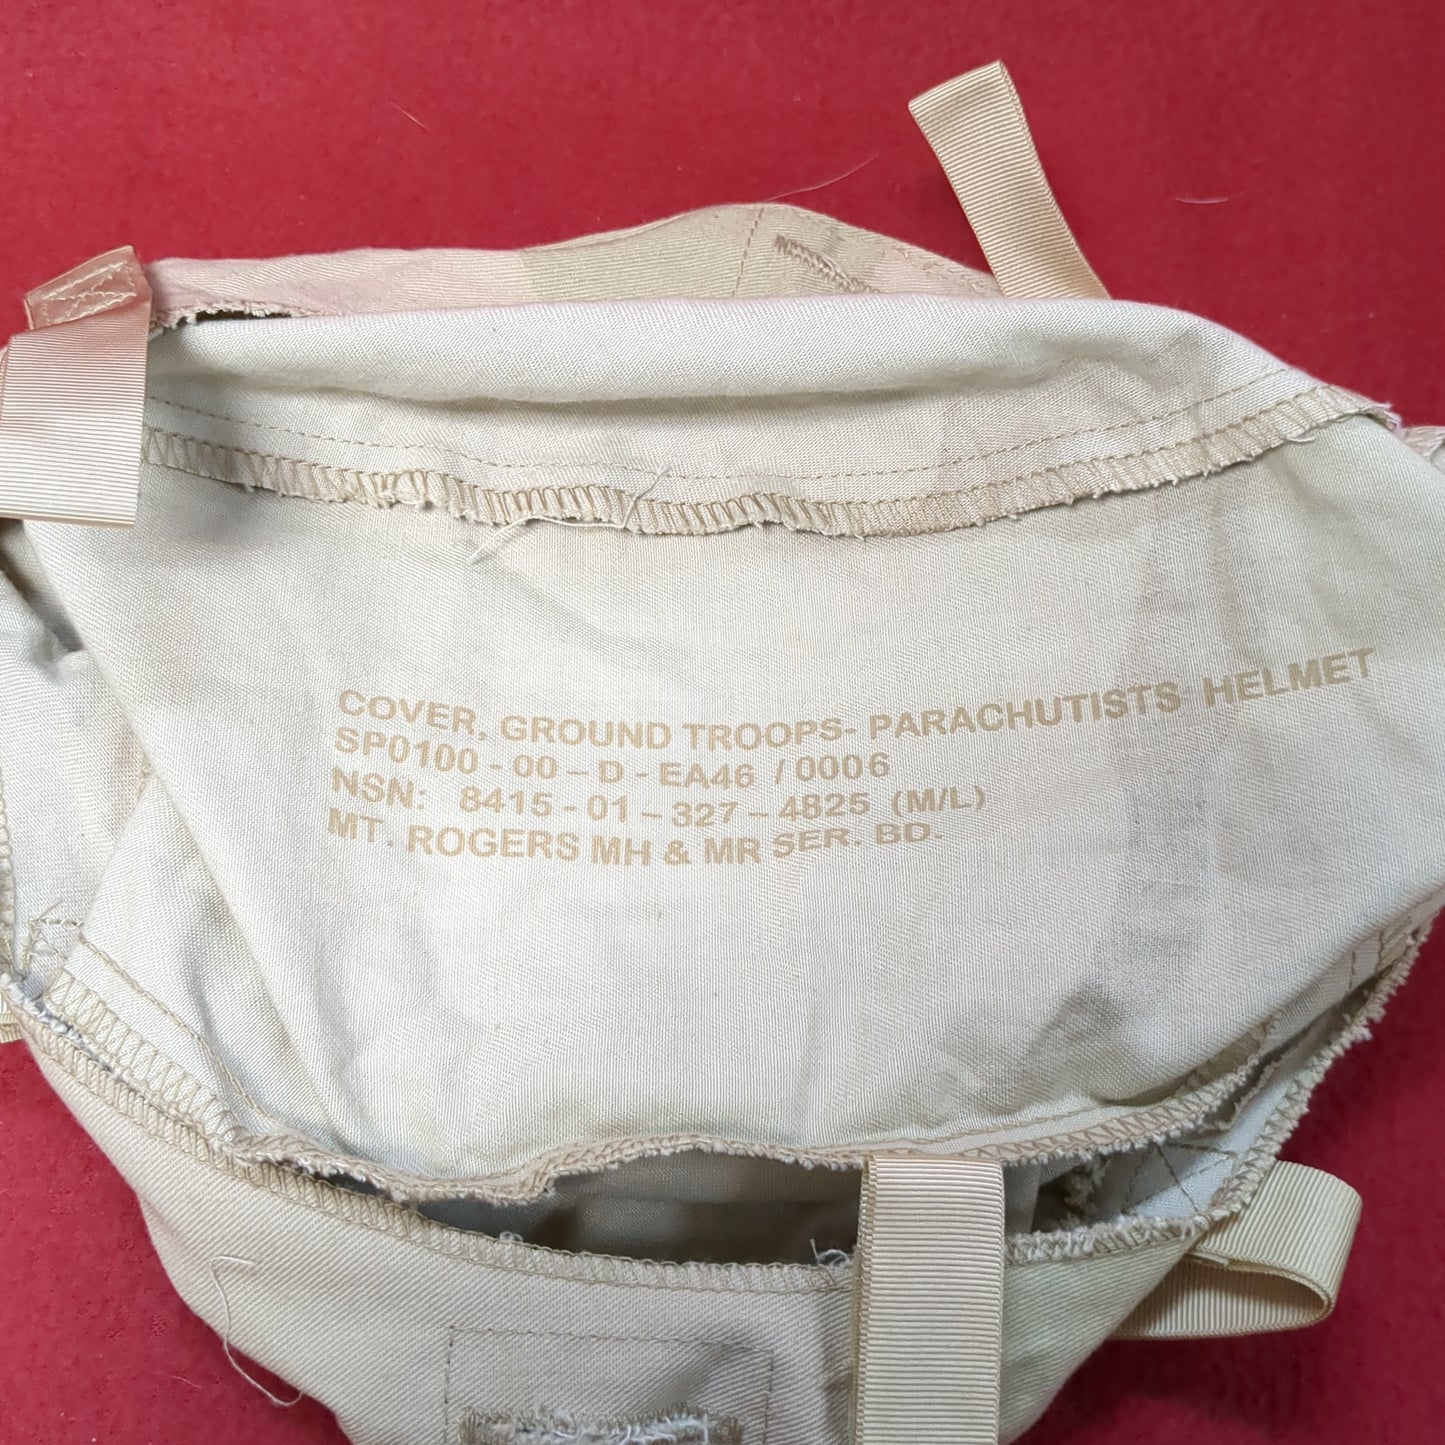 COVER, GROUND TROOPS- PARACHUTISTS HELMET
SP0100 - 00 - D - EA46 / 0006
NSN: 8415 - 01 - 327 - 4825 (M/L)
MT. ROGERS MH & MR SER. BD.